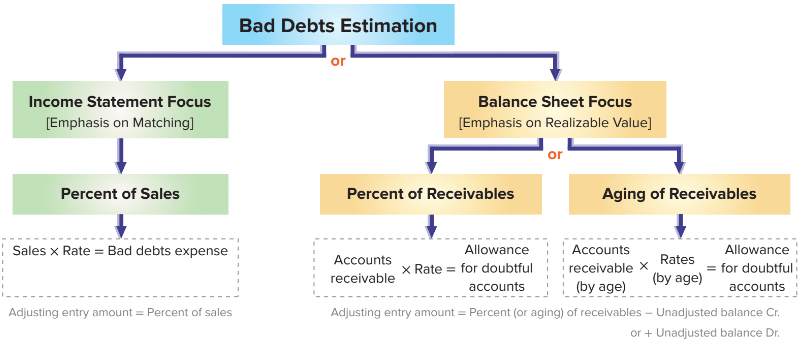 Bad Debts Estimation
or
Income Statement Focus
[Emphasis on Matching]
Balance Sheet Focus
[Emphasis on Realizable Value]
or
Percent of Sales
Percent of Receivables
Aging of Receivables
Sales × Rate = Bad debts expense
Accounts
receivable
× Rate =
Allowance
for doubtful
accounts
Accounts
receivable
(by age)
×
Rates
(by age)
=
Allowance
for doubtful
accounts
Adjusting entry amount = Percent of sales
Adjusting entry amount = Percent (or aging) of receivables − Unadjusted balance Cr.
or + Unadjusted balance Dr.